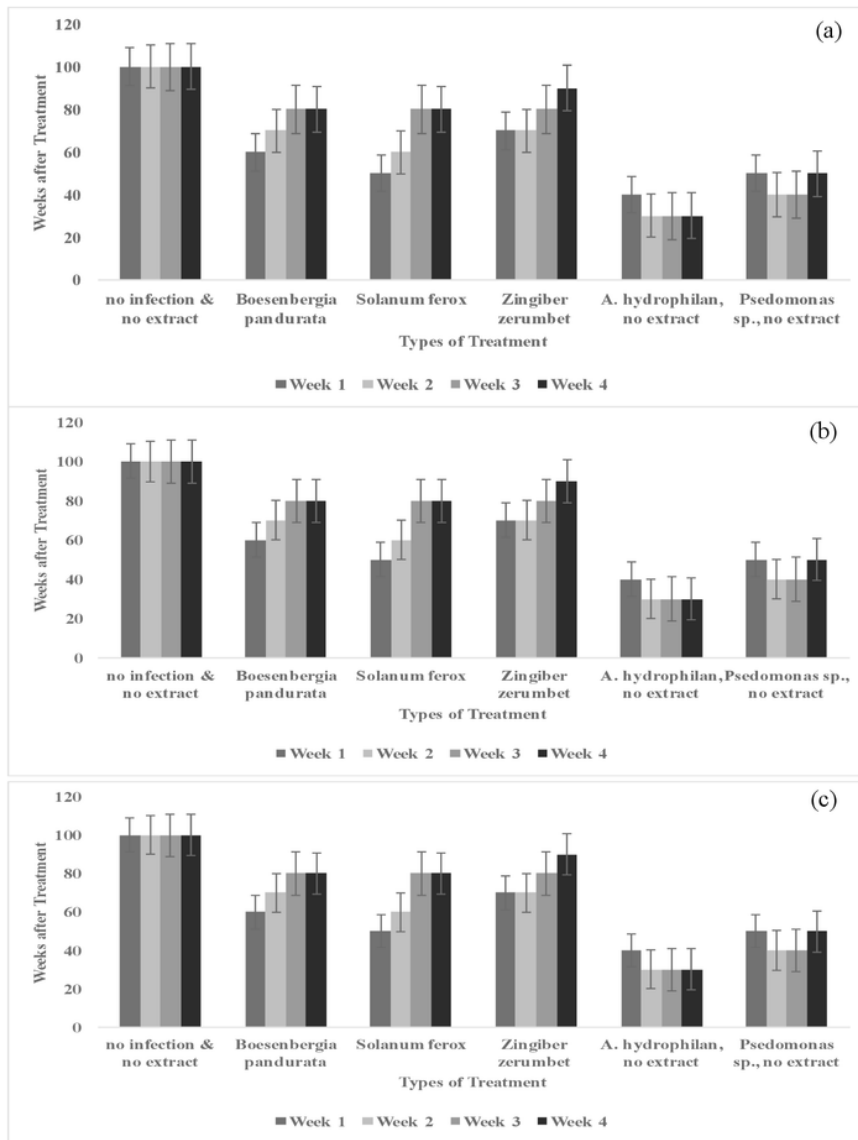 (a)
120
100
80
60
40
20
0
Weeks after Treatment
no infection & no extract
Boesenbergia pandurata
Solanum ferox
Zingiber zerumbet
A. hydrophilan, no extract
Psedomonas sp., no extract
Types of Treatment
Week 1 Week 2 Week 3 Week 4
(b)
120
100
80
60
40
20
0
Weeks after Treatment
no infection & no extract
Boesenbergia pandurata
Solanum ferox
Zingiber zerumbet
A. hydrophilan, no extract
Psedomonas sp., no extract
Types of Treatment
Week 1 Week 2 Week 3 Week 4
(c)
120
100
80
60
40
20
0
Weeks after Treatment
no infection & no extract
Boesenbergia pandurata
Solanum ferox
Zingiber zerumbet
A. hydrophilan, no extract
Psedomonas sp., no extract
Types of Treatment
Week 1 Week 2 Week 3 Week 4